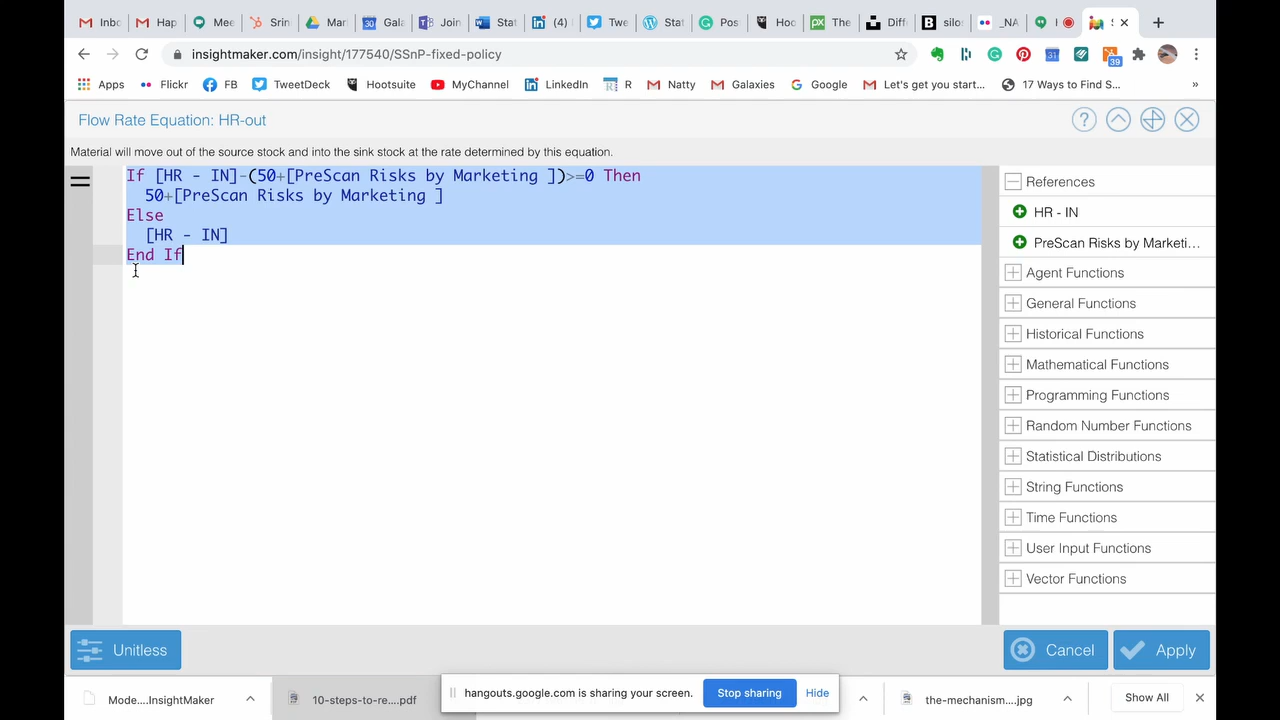 Inbo
Hap
Mee
Srin
Mar
Gala
Join
Stat
(4)
Twe
Stat
Pos
Hoo
The
Diff
silo
_NA
S
insightmaker.com/insight/177540/SSnP-fixed-policy
39
Apps
Flickr
FB
TweetDeck
Hootsuite
MyChannel
LinkedIn
R
Natty
Galaxies
Google
Let's get you start...
17 Ways to Find S...
»
Flow Rate Equation: HR-out
Material will move out of the source stock and into the sink stock at the rate determined by this equation.
If [HR - IN]-(50+[PreScan Risks by Marketing ])>=0 Then
50+[PreScan Risks by Marketing ]
Else
[HR - IN]
End If
References
HR - IN
PreScan Risks by Marketi...
Agent Functions
General Functions
Historical Functions
Mathematical Functions
Programming Functions
Random Number Functions
Statistical Distributions
String Functions
Time Functions
User Input Functions
Vector Functions
Unitless
Cancel
Apply
Mode....InsightMaker
10-steps-to-re....pdf
hangouts.google.com is sharing your screen.
Stop sharing
Hide
the-mechanism....jpg
Show All